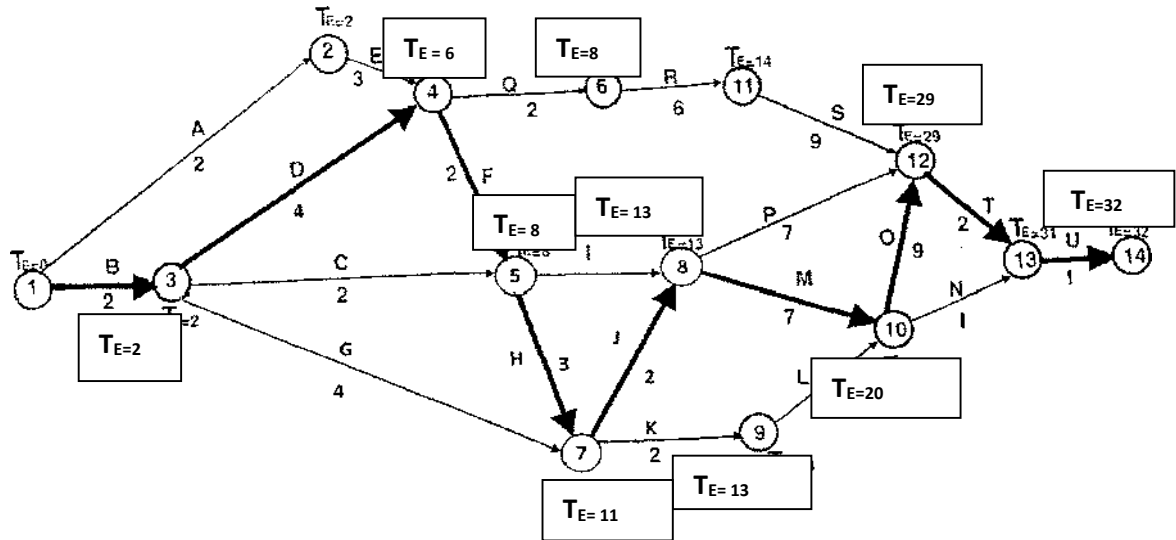 TE=2
2
E
3
TE = 6
4
Q
2
TE=8
6
R
6
TE=14
11
S
9
TE=29
TE=29
12
A
2
D
4
F
2
TE= 8
TE= 13
TE=13
P
7
O
9
T
2
TE=31
TE=32
13
U
1
14
TE=0
1
B
2
3
TE=2
C
2
5
I
8
M
7
10
N
1
G
4
H
3
J
2
L
TE=20
7
K
2
9
TE= 11
TE= 13